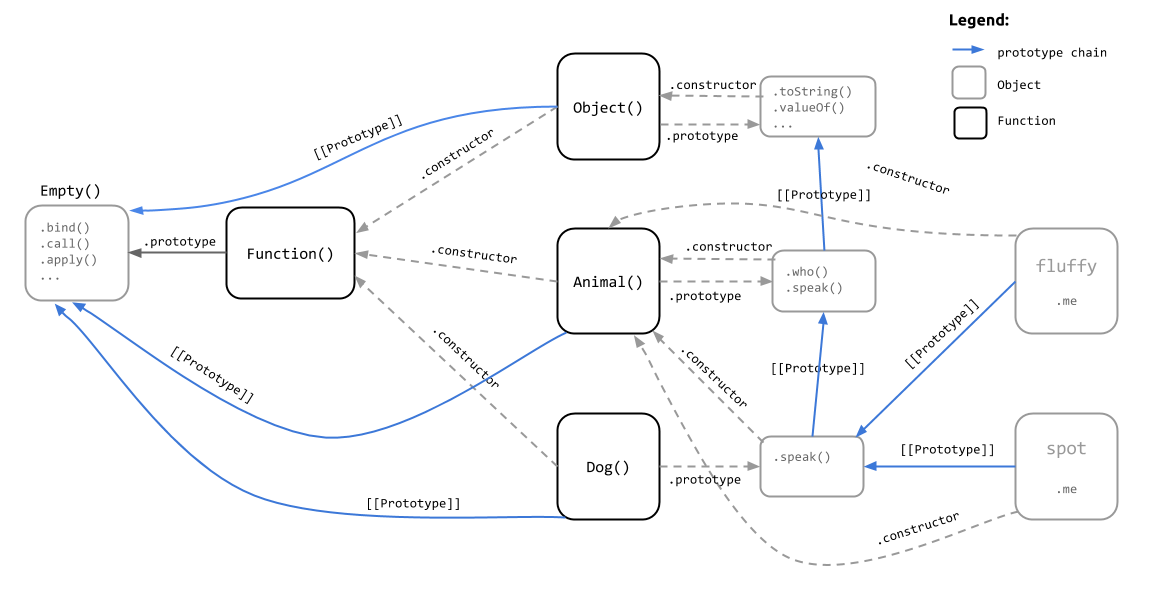 Legend:
prototype chain
Object
Function
Object()
.constructor
.prototype
.toString()
.valueOf()
...
[[Prototype]]
.constructor
.constructor
[[Prototype]]
Empty()
.bind()
.call()
.apply()
...
.prototype
Function()
.constructor
Animal()
.constructor
.prototype
.who()
.speak()
fluffy
.me
[[Prototype]]
.constructor
.constructor
[[Prototype]]
[[Prototype]]
Dog()
.prototype
.speak()
[[Prototype]]
spot
.me
[[Prototype]]
.constructor